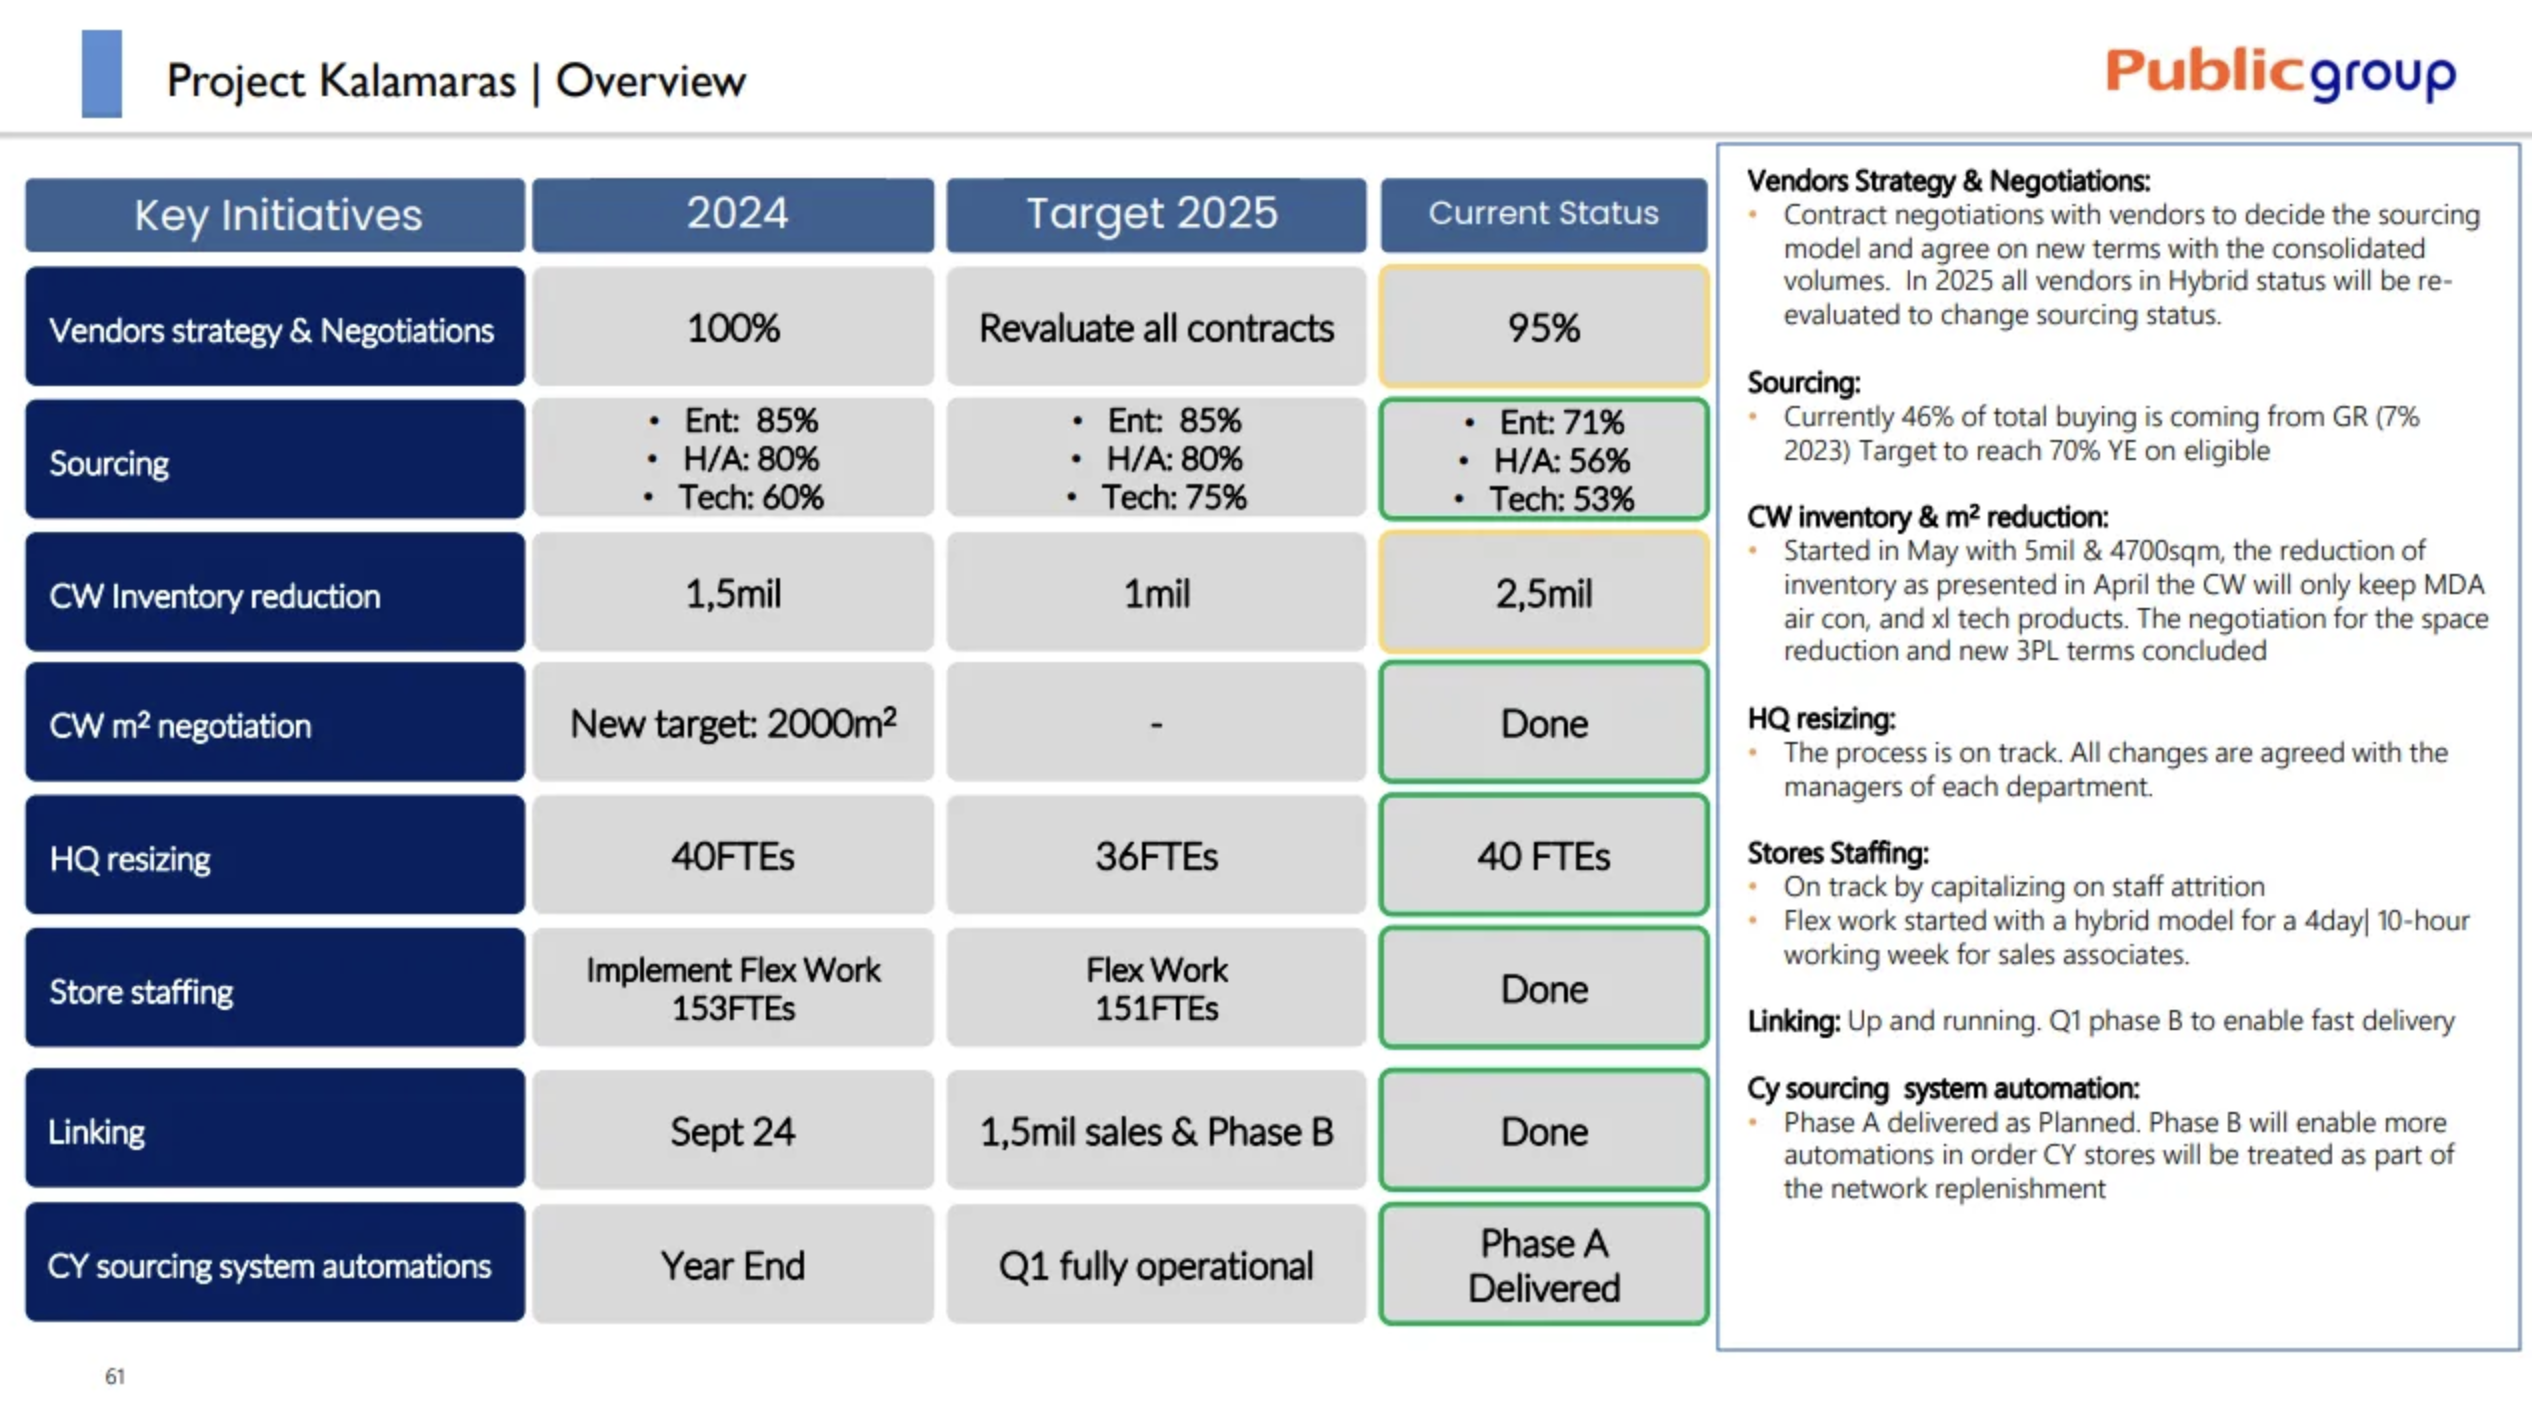 Project Kalamaras | Overview
Publicgroup
Key Initiatives
2024
Target 2025
Current Status
Vendors strategy & Negotiations
100%
Revaluate all contracts
95%
Sourcing
• Ent: 85%
• H/A: 80%
• Tech: 60%
• Ent: 85%
• H/A: 80%
• Tech: 75%
• Ent: 71%
• H/A: 56%
• Tech: 53%
CW Inventory reduction
1,5mil
1mil
2,5mil
CW m² negotiation
New target: 2000m²
-
Done
HQ resizing
40FTEs
36FTEs
40 FTEs
Store staffing
Implement Flex Work
153FTEs
Flex Work
151FTEs
Done
Linking
Sept 24
1,5mil sales & Phase B
Done
CY sourcing system automations
Year End
Q1 fully operational
Phase A
Delivered
Vendors Strategy & Negotiations:
• Contract negotiations with vendors to decide the sourcing
model and agree on new terms with the consolidated
volumes. In 2025 all vendors in Hybrid status will be re-
evaluated to change sourcing status.
Sourcing:
• Currently 46% of total buying is coming from GR (7%
2023) Target to reach 70% YE on eligible
CW inventory & m² reduction:
• Started in May with 5mil & 4700sqm, the reduction of
inventory as presented in April the CW will only keep MDA
air con, and xl tech products. The negotiation for the space
reduction and new 3PL terms concluded
HQ resizing:
• The process is on track. All changes are agreed with the
managers of each department.
Stores Staffing:
• On track by capitalizing on staff attrition
• Flex work started with a hybrid model for a 4day| 10-hour
working week for sales associates.
Linking: Up and running. Q1 phase B to enable fast delivery
Cy sourcing system automation:
• Phase A delivered as Planned. Phase B will enable more
automations in order CY stores will be treated as part of
the network replenishment
61